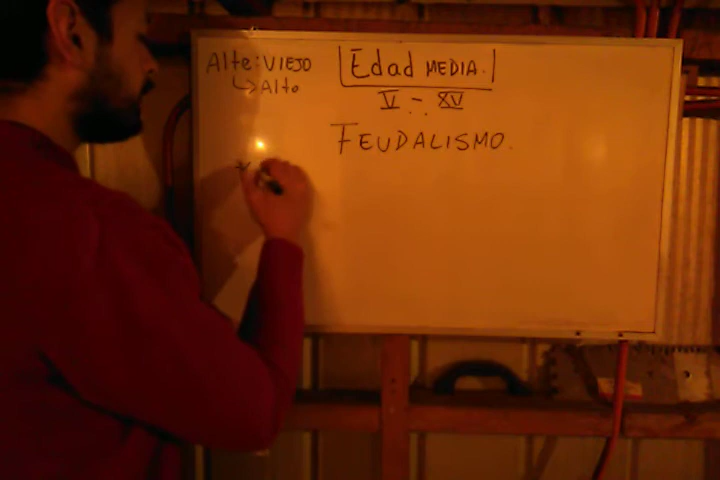 Alte: VIEJO
↳ Alto
Edad MEDIA.
V - XV
FEUDALISMO.